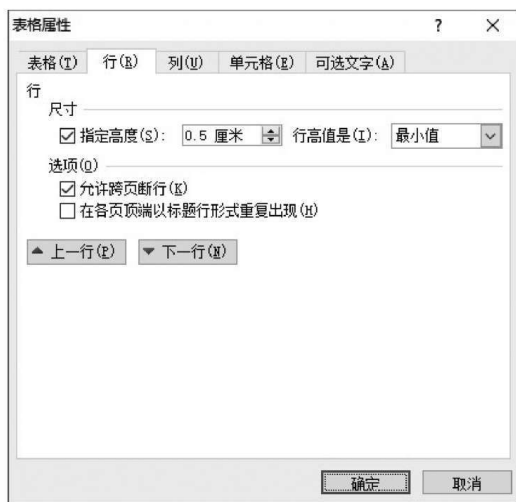 表格属性 ? ×
表格(T) 行(R) 列(U) 单元格(E) 可选文字(A)
行
尺寸
指定高度(S): 0.5 厘米 行高值是(I): 最小值
选项(O)
允许跨页断行(K)
在各页顶端以标题行形式重复出现(H)
上一行(P) 下一行(N)
确定 取消